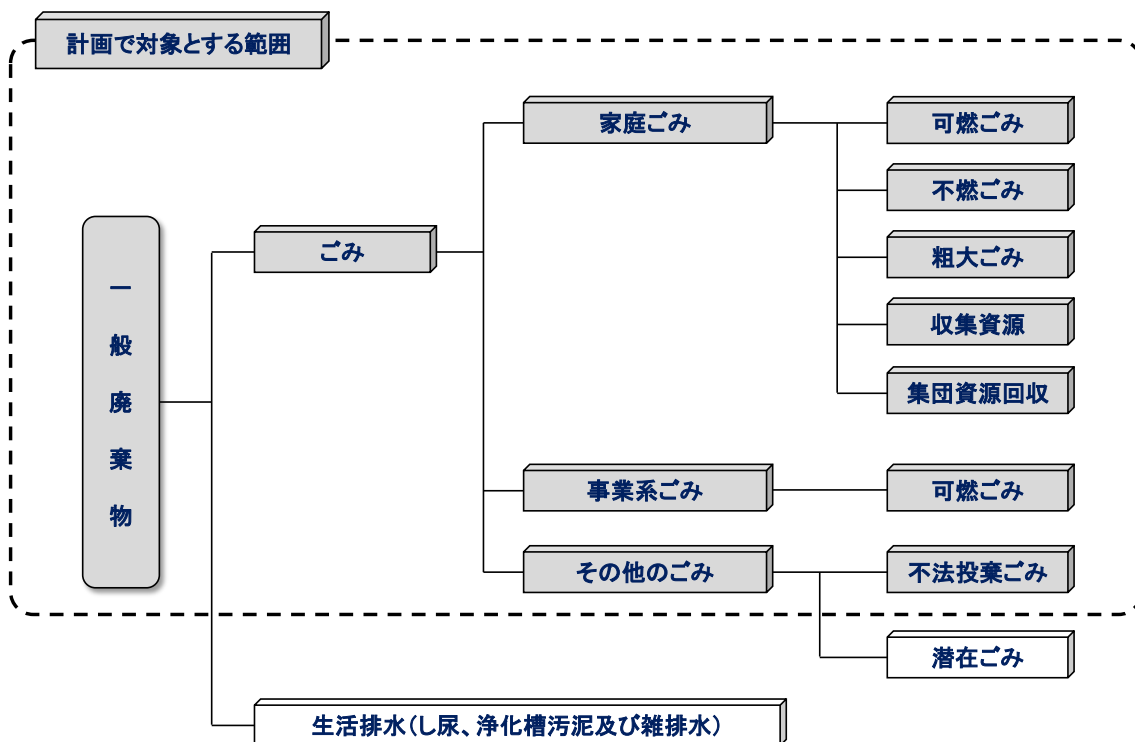 計画で対象とする範囲
家庭ごみ
可燃ごみ
不燃ごみ
ごみ
粗大ごみ
一般廃棄物
収集資源
集団資源回収
事業系ごみ
可燃ごみ
その他のごみ
不法投棄ごみ
潜在ごみ
生活排水(し尿、浄化槽汚泥及び雑排水)